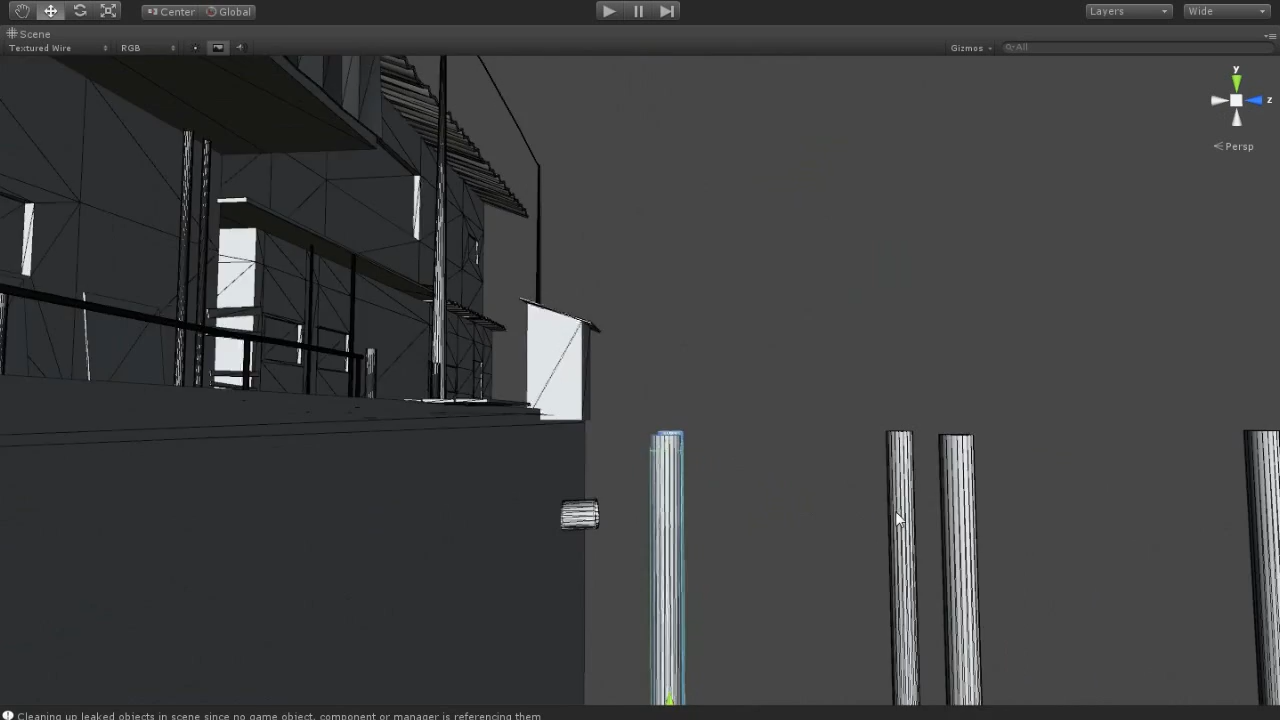 Center Global Layers Wide
Scene
Textured Wire RGB Gizmos All
y
z
Persp
Cleaning up leaked objects in scene since no game object, component or manager is referencing them